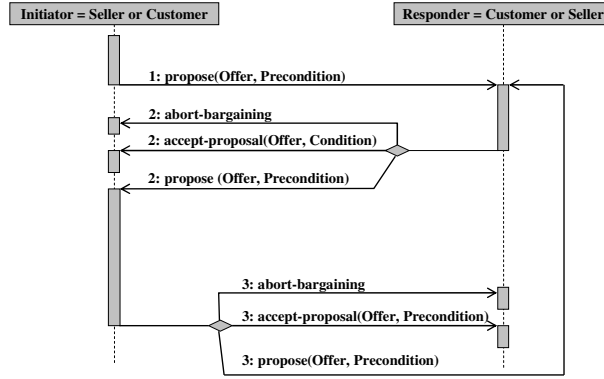 Initiator = Seller or Customer
Responder = Customer or Seller
1: propose(Offer, Precondition)
2: abort-bargaining
2: accept-proposal(Offer, Condition)
2: propose (Offer, Precondition)
3: abort-bargaining
3: accept-proposal(Offer, Precondition)
3: propose(Offer, Precondition)